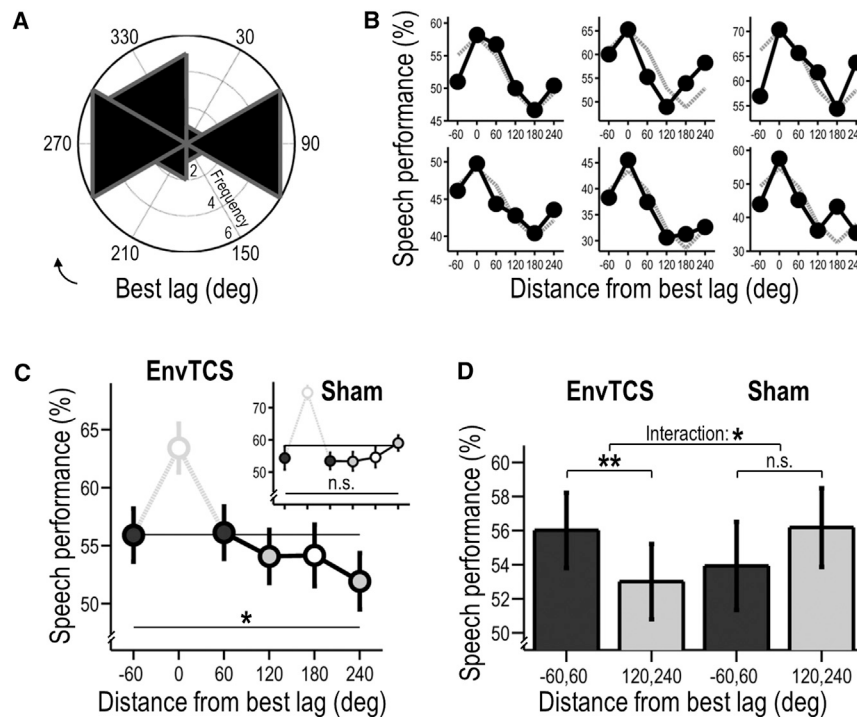 A
330 30
270 90
210 150
2
4
6
Frequency
Best lag (deg)
B
Speech performance (%)
60
55
50
45
-60 0 60 120 180 240
65
60
55
50
-60 0 60 120 180 240
70
65
60
55
-60 0 60 120 180 240
50
45
40
-60 0 60 120 180 240
45
40
35
30
-60 0 60 120 180 240
60
50
40
30
-60 0 60 120 180 240
Distance from best lag (deg)
C
EnvTCS
Speech performance (%)
65
60
55
50
*
-60 0 60 120 180 240
Distance from best lag (deg)
Sham
70
60
50
n.s.
D
EnvTCS Sham
Speech performance (%)
Interaction: *
** n.s.
60
58
56
54
52
50
-60,60 120,240 -60,60 120,240
Distance from best lag (deg)